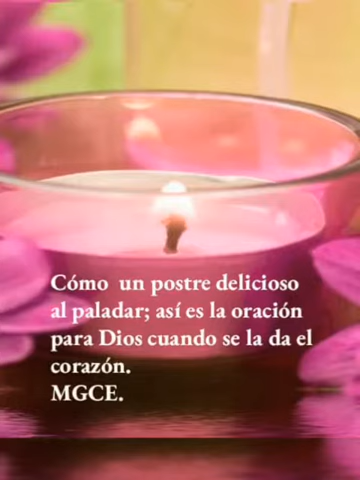 Cómo  un postre delicioso
al paladar; así es la oración
para Dios cuando se la da el
corazón.
MGCE.